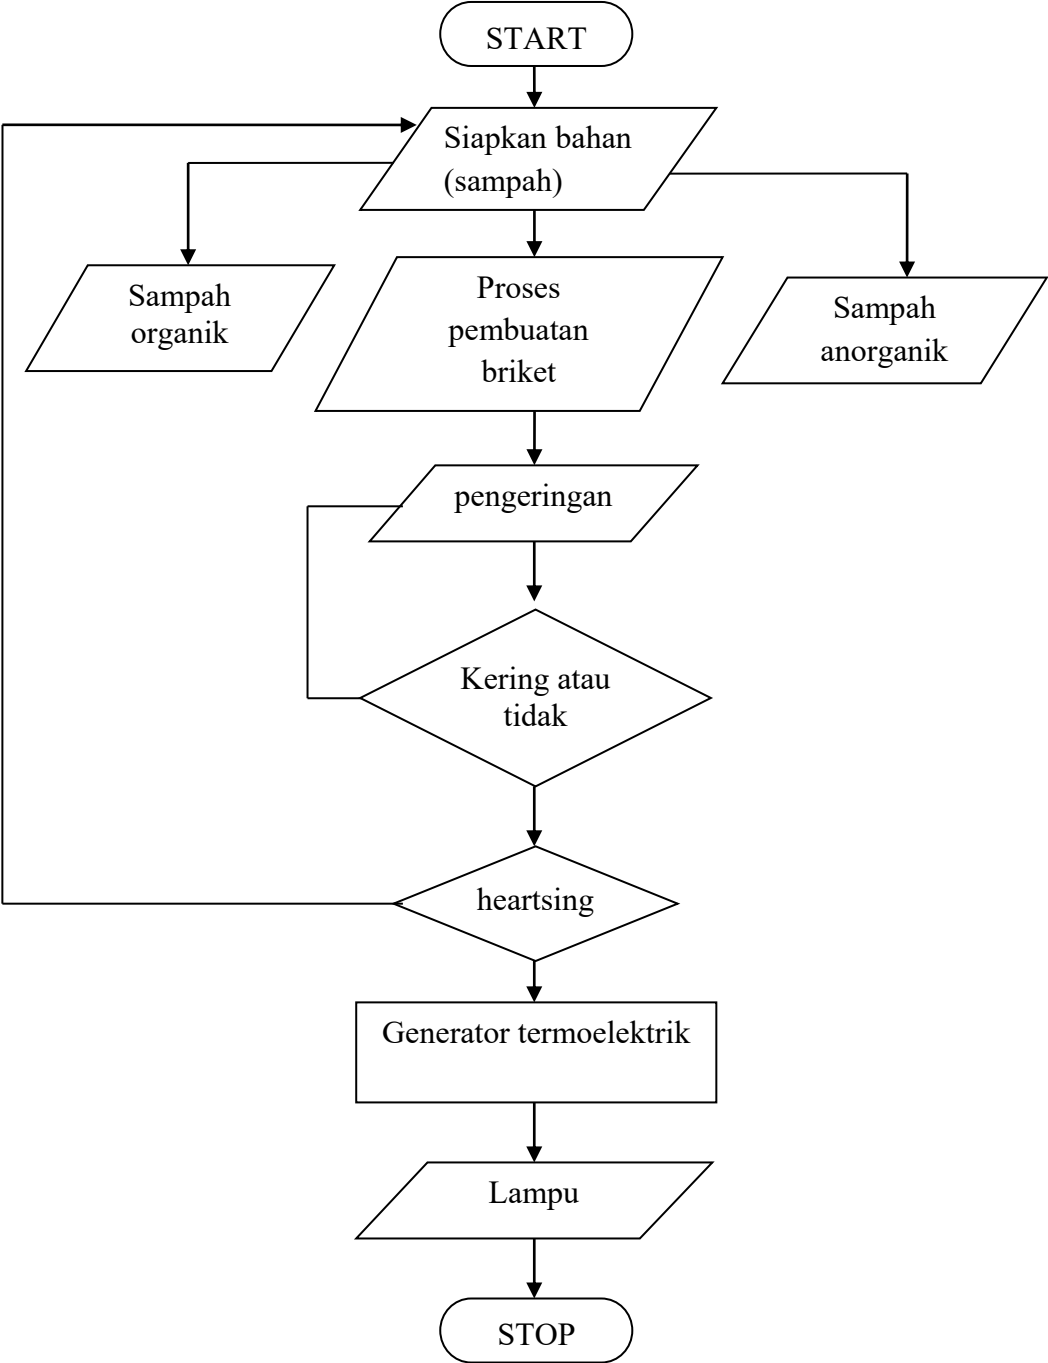 START
Siapkan bahan
(sampah)
Sampah
organik
Proses
pembuatan
briket
Sampah
anorganik
pengeringan
Kering atau
tidak
heartsing
Generator termoelektrik
Lampu
STOP